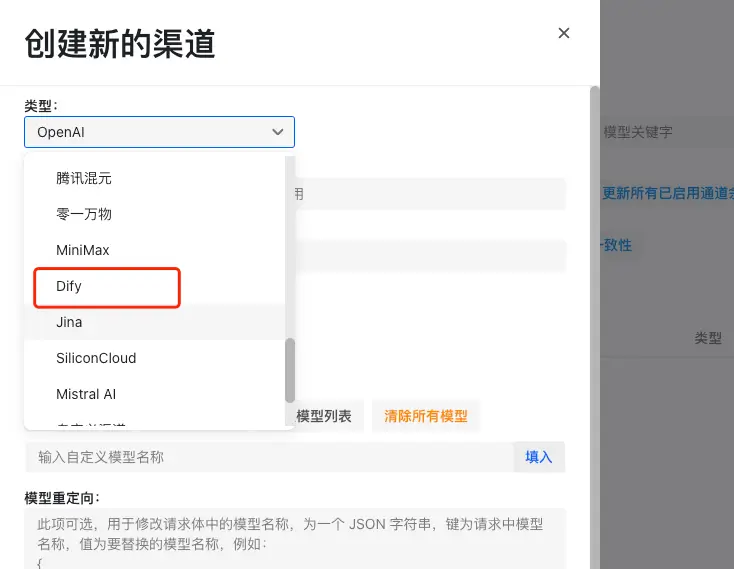 创建新的渠道
类型:
OpenAI
模型关键字
腾讯混元
用
更新所有已启用通道余
零一万物
一致性
MiniMax
Dify
Jina
类型
SiliconCloud
Mistral AI
自定义渠道
模型列表
清除所有模型
输入自定义模型名称
填入
模型重定向:
此项可选，用于修改请求体中的模型名称，为一个 JSON 字符串，键为请求中模型
名称，值为要替换的模型名称，例如:
{